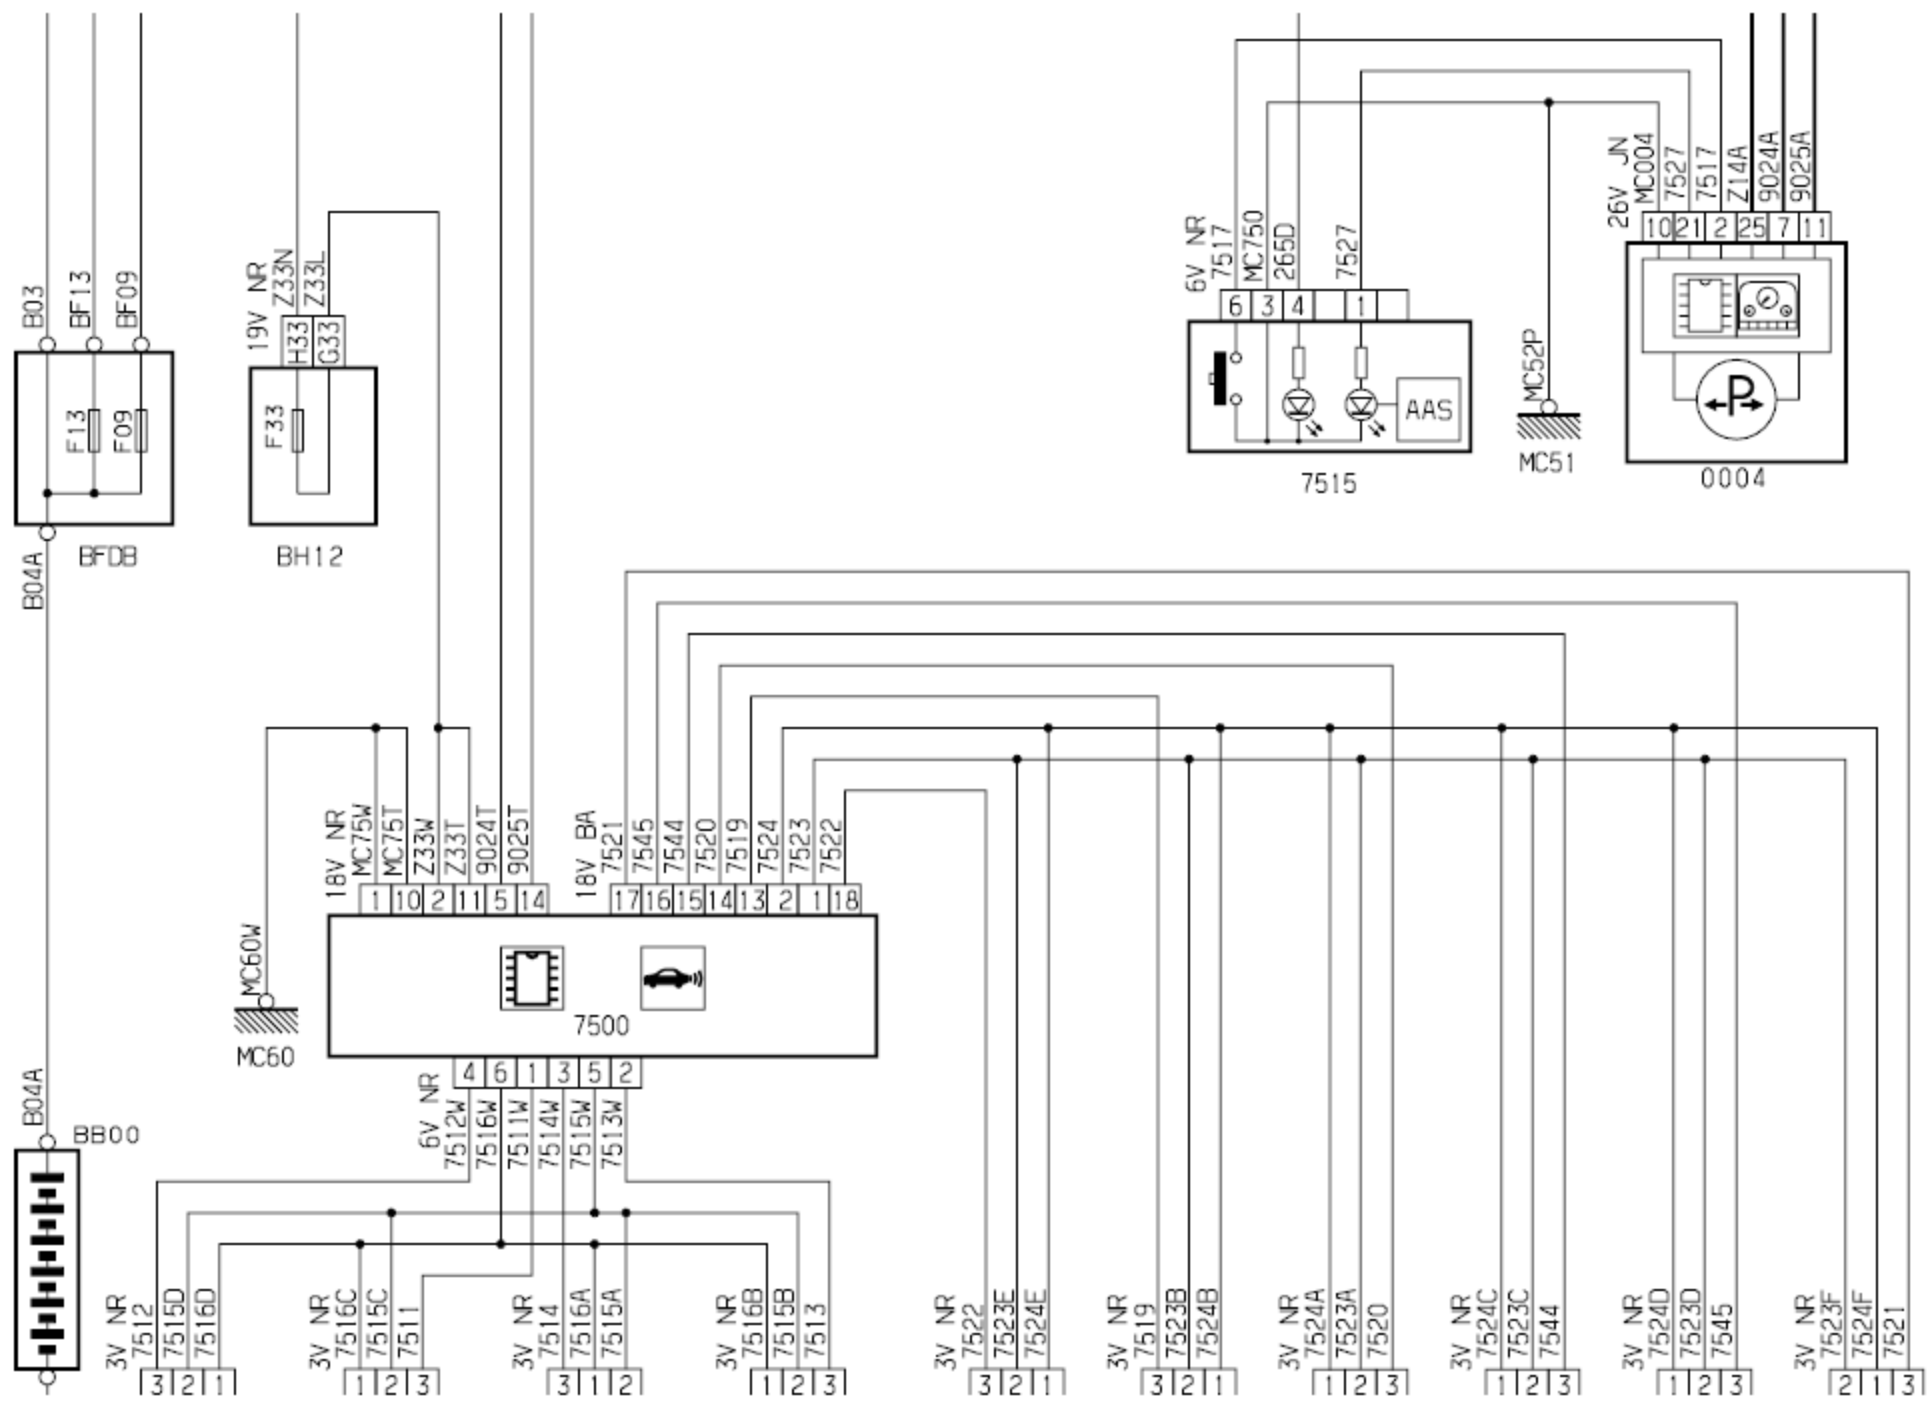 B03
BF13
BF09
F13
F09
BFDB
B04A
B04A
BB00
19V NR
Z33N
Z33L
H33
G33
F33
BH12
6V NR
7517
MC750
265D
7527
6 3 4 1
AAS
7515
MC52P
MC51
26V JN
MC004
7527
7517
Z14A
9024A
9025A
10 21 2 25 7 11
P
0004
MC60W
MC60
18V NR
MC75W
MC75T
Z33W
Z33T
9024T
9025T
1 10 2 11 5 14
18V BA
7521
7545
7544
7520
7519
7524
7523
7522
17 16 15 14 13 2 1 18
7500
4 6 1 3 5 2
6V NR
7512W
7516W
7511W
7514W
7515W
7513W
3V NR
7512
7515D
7516D
3 2 1
3V NR
7516C
7515C
7511
1 2 3
3V NR
7514
7516A
7515A
3 1 2
3V NR
7516B
7515B
7513
1 2 3
3V NR
7522
7523E
7524E
3 2 1
3V NR
7519
7523B
7524B
3 2 1
3V NR
7524A
7523A
7520
1 2 3
3V NR
7524C
7523C
7544
1 2 3
3V NR
7524D
7523D
7545
1 2 3
3V NR
7523F
7524F
7521
2 1 3